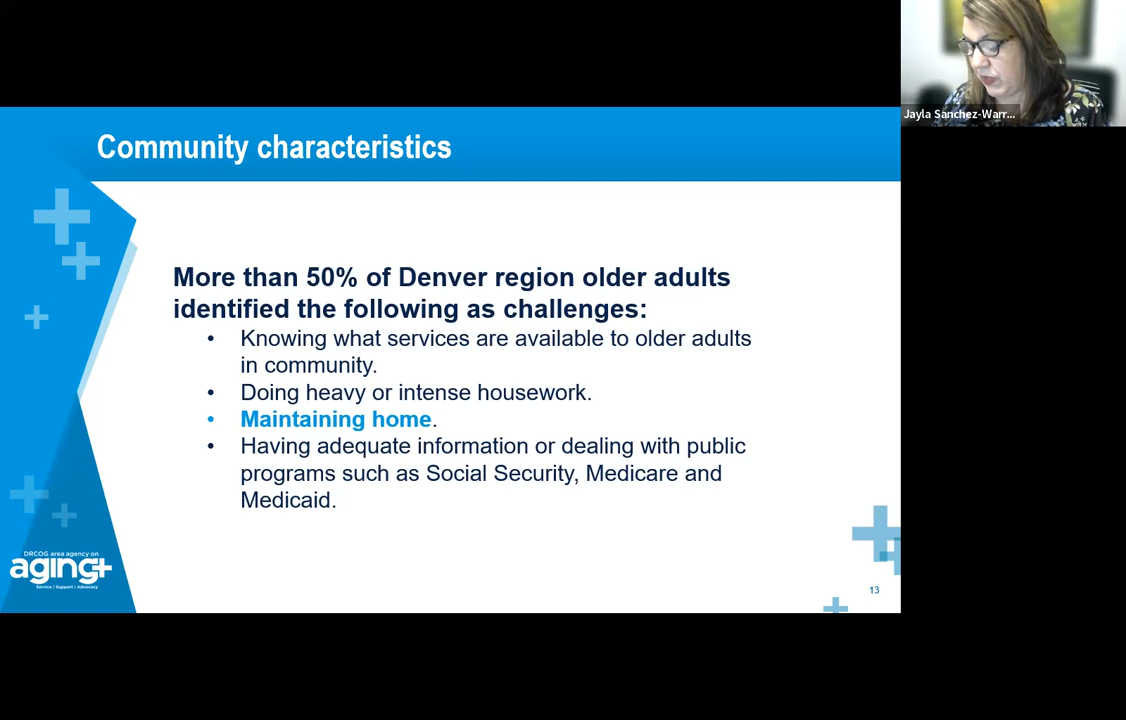 Jayla Sanchez-Warr...
Community characteristics
More than 50% of Denver region older adults
identified the following as challenges:
• Knowing what services are available to older adults
in community.
• Doing heavy or intense housework.
• Maintaining home.
• Having adequate information or dealing with public
programs such as Social Security, Medicare and
Medicaid.
DRCOG area agency on
aging+
Service | Support | Advocacy
13